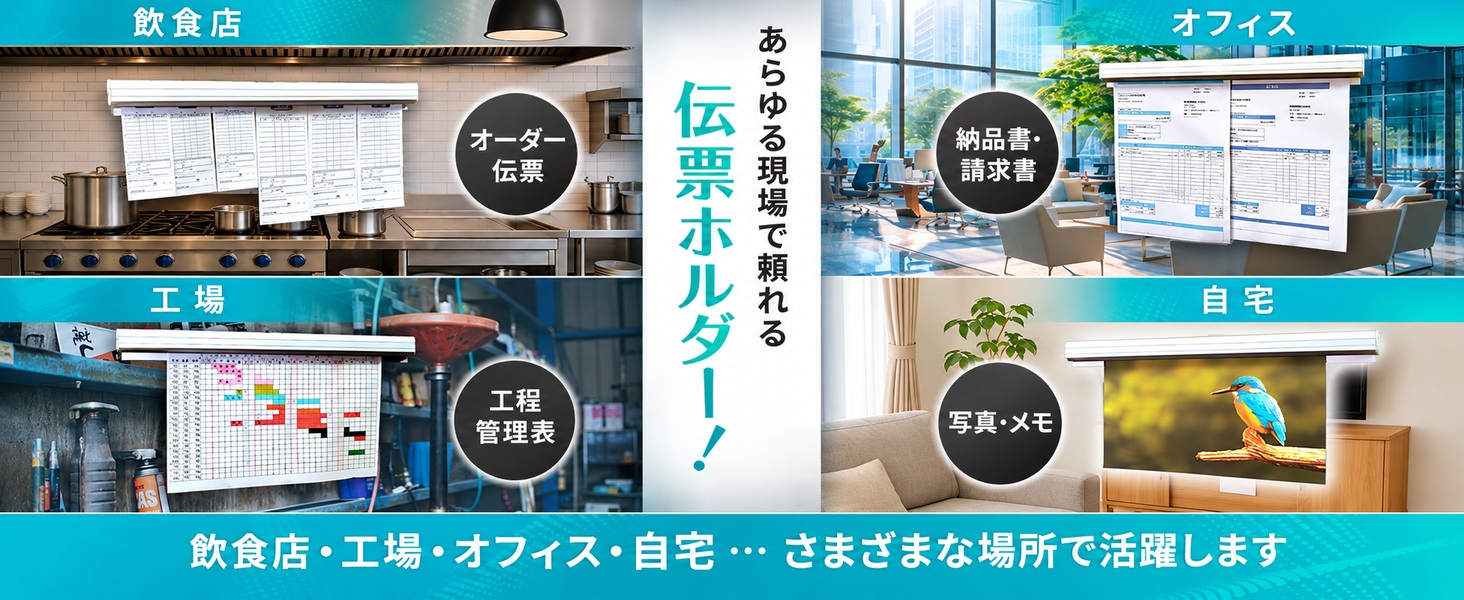 飲食店
オーダー
伝票
工場
工程
管理表
あらゆる現場で頼れる
伝票ホルダー！
オフィス
納品書・
請求書
自宅
写真・メモ
飲食店・工場・オフィス・自宅 … さまざまな場所で活躍します